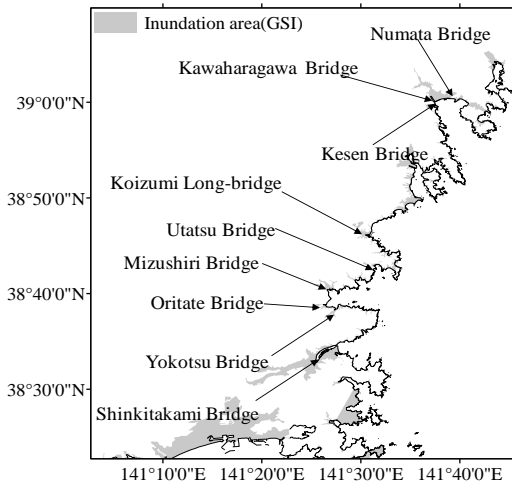 Inundation area(GSI)
Numata Bridge
Kawaharagawa Bridge
39°0'0"N
Kesen Bridge
Koizumi Long-bridge
38°50'0"N
Utatsu Bridge
Mizushiri Bridge
38°40'0"N
Oritate Bridge
Yokotsu Bridge
38°30'0"N
Shinkitakami Bridge
141°10'0"E 141°20'0"E 141°30'0"E 141°40'0"E